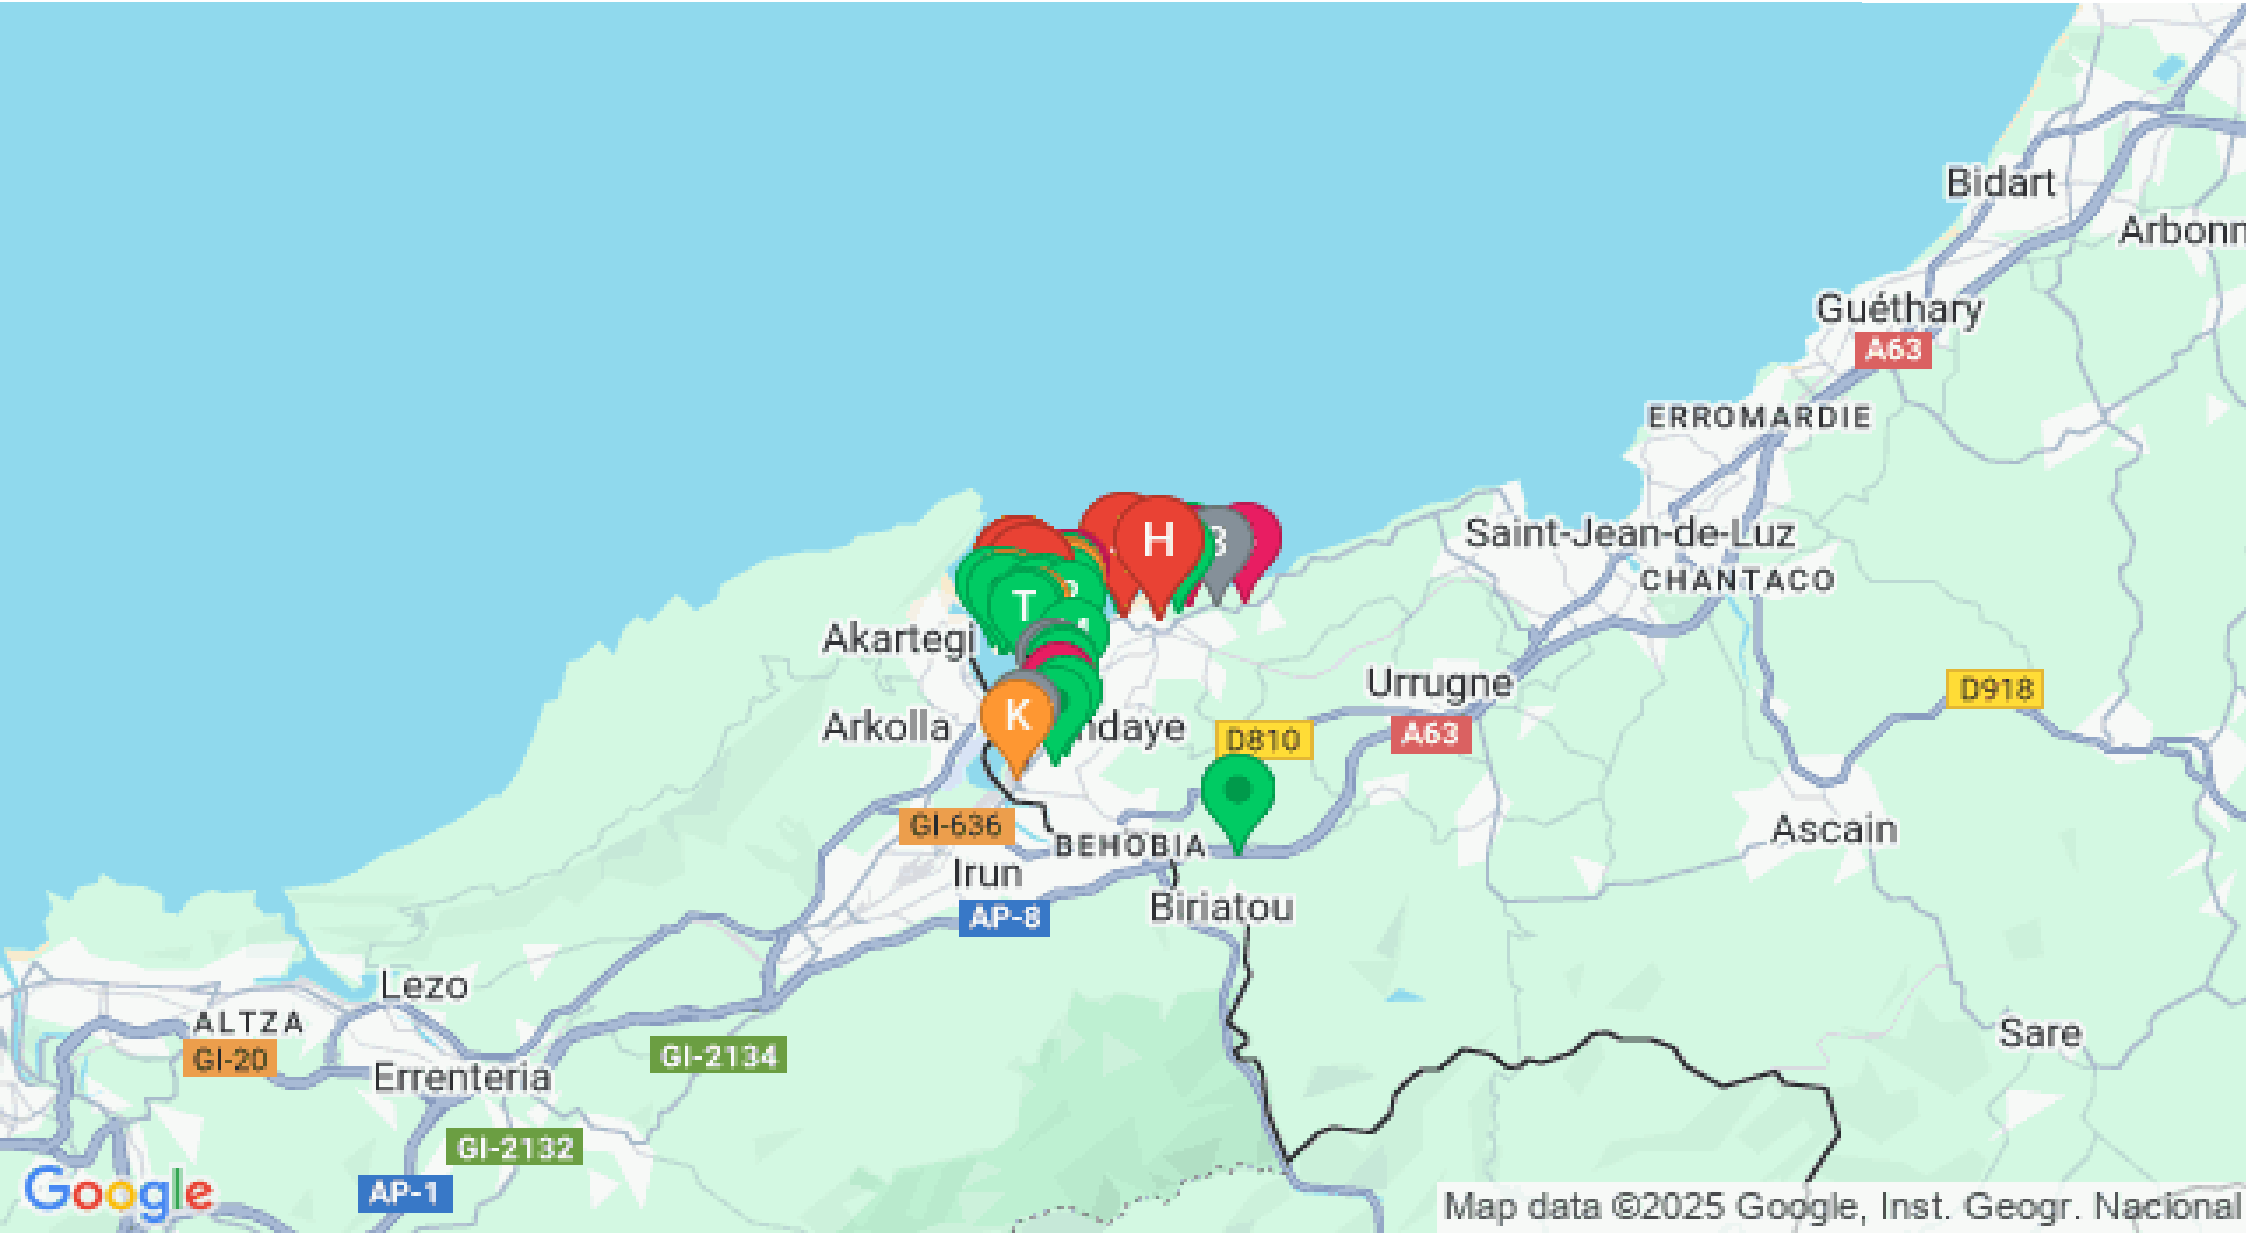 Bidart
Arbonn
Guéthary
A63
ERROMARDIE
H
3
Saint-Jean-de-Luz
CHANTACO
T
Akartegi
Urrugne
D918
K
Arkolla
ndaye
D810
A63
GI-636
BEHOBIA
Ascain
Irun
AP-8
Biriatou
Lezo
ALTZA
GI-20
GI-2134
Sare
Errenteria
GI-2132
AP-1
Google
Map data ©2025 Google, Inst. Geogr. Nacional